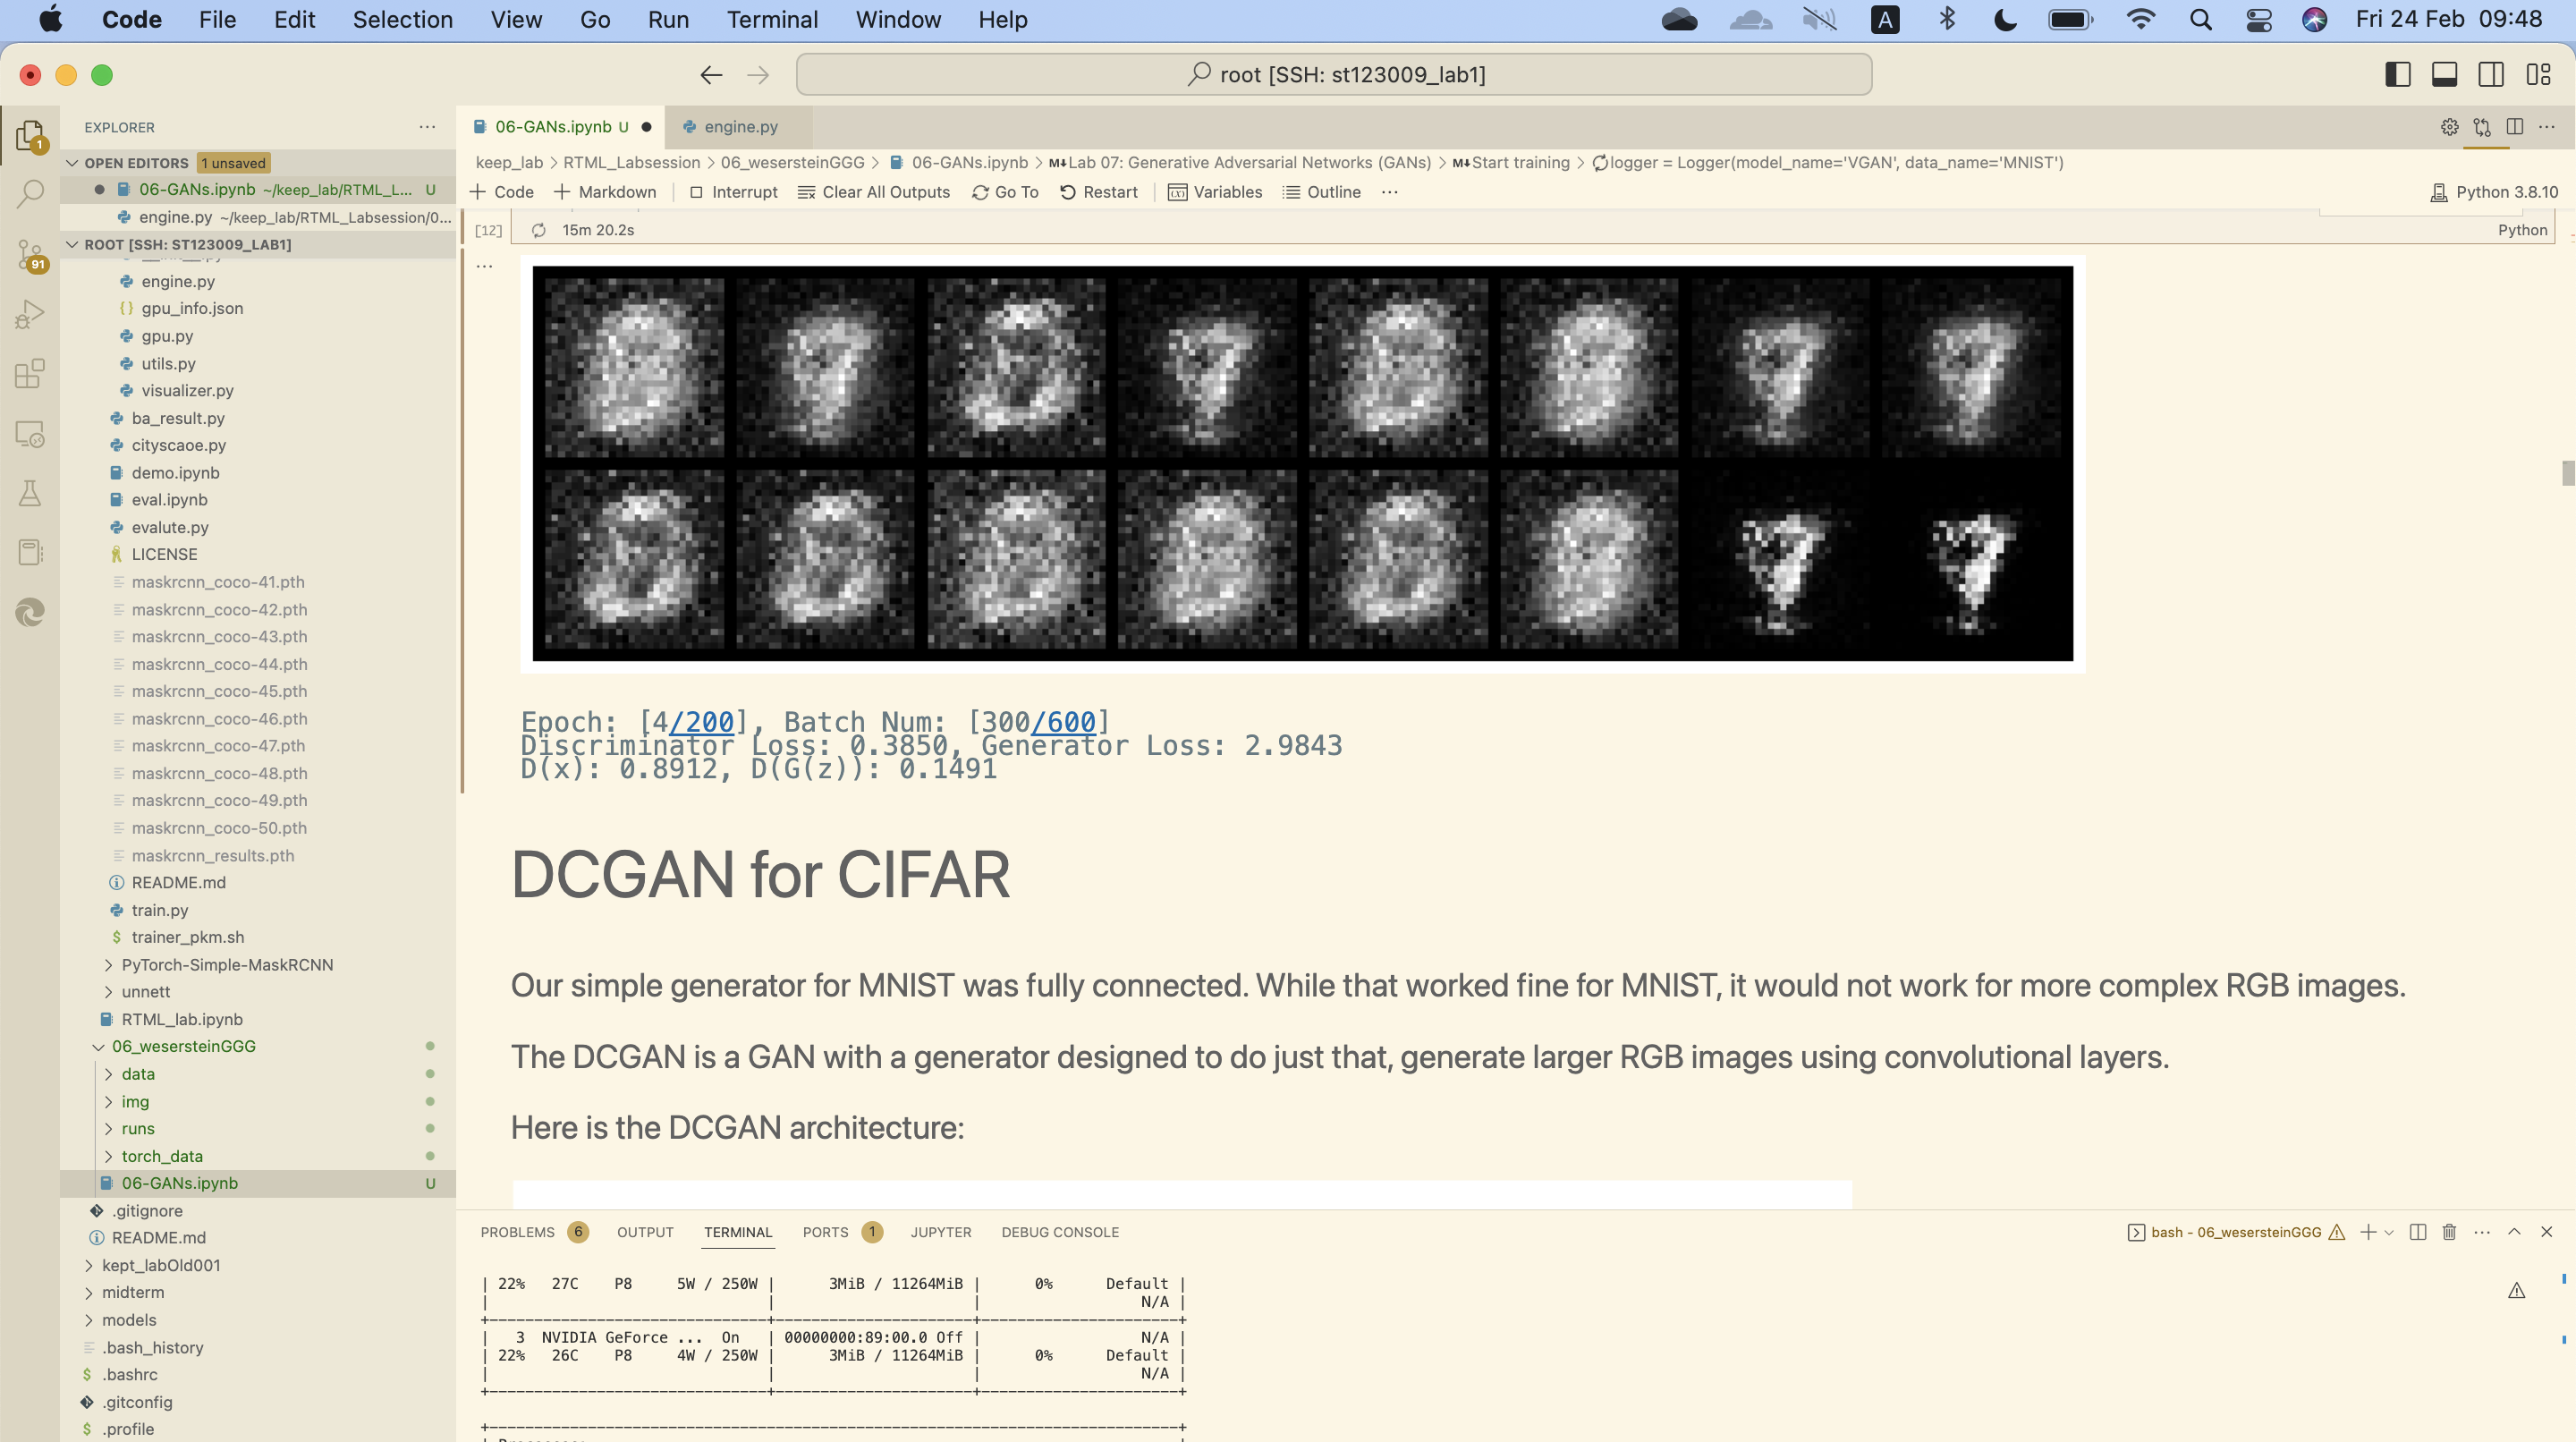 Code File Edit Selection View Go Run Terminal Window Help A Fri 24 Feb 09:48
root [SSH: st123009_lab1]
EXPLORER
OPEN EDITORS 1 unsaved
06-GANs.ipynb ~/keep_lab/RTML_L... U
engine.py ~/keep_lab/RTML_Labsession/0...
ROOT [SSH: ST123009_LAB1]
engine.py
gpu_info.json
gpu.py
utils.py
visualizer.py
ba_result.py
cityscaoe.py
demo.ipynb
eval.ipynb
evalute.py
LICENSE
maskrcnn_coco-41.pth
maskrcnn_coco-42.pth
maskrcnn_coco-43.pth
maskrcnn_coco-44.pth
maskrcnn_coco-45.pth
maskrcnn_coco-46.pth
maskrcnn_coco-47.pth
maskrcnn_coco-48.pth
maskrcnn_coco-49.pth
maskrcnn_coco-50.pth
maskrcnn_results.pth
README.md
train.py
trainer_pkm.sh
PyTorch-Simple-MaskRCNN
unnett
RTML_lab.ipynb
06_wesersteinGGG
data
img
runs
torch_data
06-GANs.ipynb U
.gitignore
README.md
kept_labOld001
midterm
models
.bash_history
.bashrc
.gitconfig
.profile
1
91
06-GANs.ipynb U engine.py
keep_lab > RTML_Labsession > 06_wesersteinGGG > 06-GANs.ipynb > M↓Lab 07: Generative Adversarial Networks (GANs) > M↓Start training > logger = Logger(model_name='VGAN', data_name='MNIST')
+ Code + Markdown Interrupt Clear All Outputs Go To Restart Variables Outline ... Python 3.8.10
[12] 15m 20.2s Python
...
Epoch: [4/200], Batch Num: [300/600]
Discriminator Loss: 0.3850, Generator Loss: 2.9843
D(x): 0.8912, D(G(z)): 0.1491
DCGAN for CIFAR
Our simple generator for MNIST was fully connected. While that worked fine for MNIST, it would not work for more complex RGB images.
The DCGAN is a GAN with a generator designed to do just that, generate larger RGB images using convolutional layers.
Here is the DCGAN architecture:
PROBLEMS 6 OUTPUT TERMINAL PORTS 1 JUPYTER DEBUG CONSOLE bash - 06_wesersteinGGG
| 22% 27C P8 5W / 250W | 3MiB / 11264MiB | 0% Default |
| | | N/A |
| 3 NVIDIA GeForce ... On | 00000000:89:00.0 Off | N/A |
| 22% 26C P8 4W / 250W | 3MiB / 11264MiB | 0% Default |
| | | N/A |